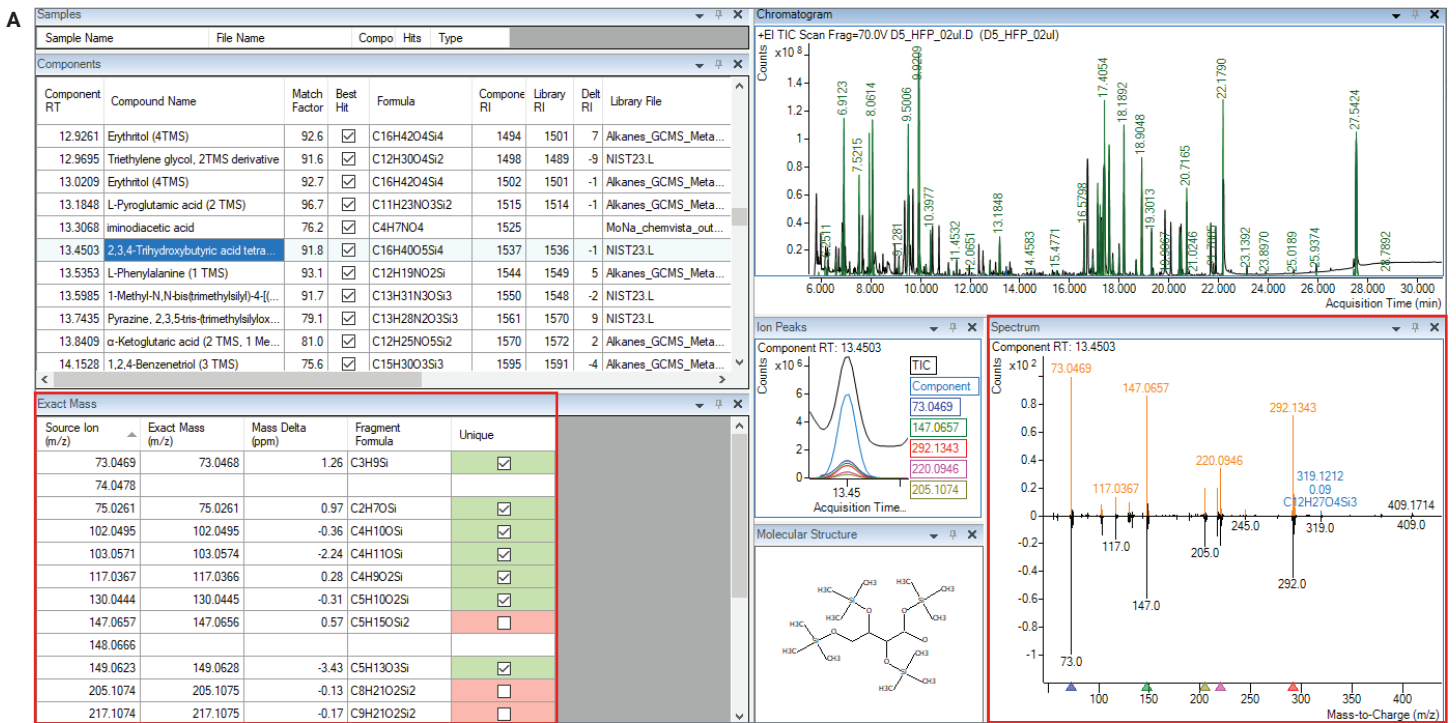 A
Samples
Sample Name File Name Compo Hits Type
Components
Component RT Compound Name Match Factor Best Hit Formula Compone RI Library RI Delt RI Library File
12.9261 Erythritol (4TMS) 92.6 C16H42O4Si4 1494 1501 7 Alkanes_GCMS_Meta...
12.9695 Triethylene glycol, 2TMS derivative 91.6 C12H30O4Si2 1498 1489 -9 NIST23.L
13.0209 Erythritol (4TMS) 92.7 C16H42O4Si4 1502 1501 -1 Alkanes_GCMS_Meta...
13.1848 L-Pyroglutamic acid (2 TMS) 96.7 C11H23NO3Si2 1515 1514 -1 Alkanes_GCMS_Meta...
13.3068 iminodiacetic acid 76.2 C4H7NO4 1525 MoNa_chemvista_out...
13.4503 2,3,4-Trihydroxybutyric acid tetra... 91.8 C16H40O5Si4 1537 1536 -1 NIST23.L
13.5353 L-Phenylalanine (1 TMS) 93.1 C12H19NO2Si 1544 1549 5 Alkanes_GCMS_Meta...
13.5985 1-Methyl-N,N-bis(trimethylsilyl)-4-[(... 91.7 C13H31N3OSi3 1550 1548 -2 NIST23.L
13.7435 Pyrazine, 2,3,5-tris-(trimethylsilylox... 79.1 C13H28N2O3Si3 1561 1570 9 NIST23.L
13.8409 α-Ketoglutaric acid (2 TMS, 1 Me... 81.0 C12H25NO5Si2 1570 1572 2 Alkanes_GCMS_Meta...
14.1528 1,2,4-Benzenetriol (3 TMS) 75.6 C15H30O3Si3 1595 1591 -4 Alkanes_GCMS_Meta...
Exact Mass
Source Ion (m/z) Exact Mass (m/z) Mass Delta (ppm) Fragment Formula Unique
73.0469 73.0468 1.26 C3H9Si
74.0478
75.0261 75.0261 0.97 C2H7OSi
102.0495 102.0495 -0.36 C4H10OSi
103.0571 103.0574 -2.24 C4H11OSi
117.0367 117.0366 0.28 C4H9O2Si
130.0444 130.0445 -0.31 C5H10O2Si
147.0657 147.0656 0.57 C5H15OSi2
148.0666
149.0623 149.0628 -3.43 C5H13O3Si
205.1074 205.1075 -0.13 C8H21O2Si2
217.1074 217.1075 -0.17 C9H21O2Si2
Chromatogram
+EI TIC Scan Frag=70.0V D5_HFP_02ul.D (D5_HFP_02ul)
Counts
x10 8
1.4
1.2
1
0.8
0.6
0.4
0.2
6.9123
7.5215
8.0614
9.1281
9.5006
9.9209
10.3977
11.4532
12.0651
13.1848
14.4583
15.4771
16.5798
17.4054
18.1892
18.9048
19.3013
20.7165
21.0246
22.1790
23.1392
23.8970
25.0189
25.9374
27.5424
28.7892
6.000 8.000 10.000 12.000 14.000 16.000 18.000 20.000 22.000 24.000 26.000 28.000 30.000
Acquisition Time (min)
Ion Peaks
Component RT: 13.4503
Counts
x10 6
8
6
4
2
0
TIC
Component
73.0469
147.0657
292.1343
220.0946
205.1074
13.45
Acquisition Time...
Molecular Structure
H3C
CH3
Si
H3C
O
H3C
CH3
Si
CH3
O
H3C
O
Si
O
H3C
CH3
O
CH3
Si
H3C
CH3
Spectrum
Component RT: 13.4503
Counts
x10 2
1
0.8
0.6
0.4
0.2
0
-0.2
-0.4
-0.6
-0.8
-1
73.0469
147.0657
292.1343
220.0946
117.0367
319.1212
0.09
C12H27O4Si3
409.1714
117.0
205.0
245.0
319.0
409.0
292.0
147.0
73.0
100 150 200 250 300 350 400
Mass-to-Charge (m/z)